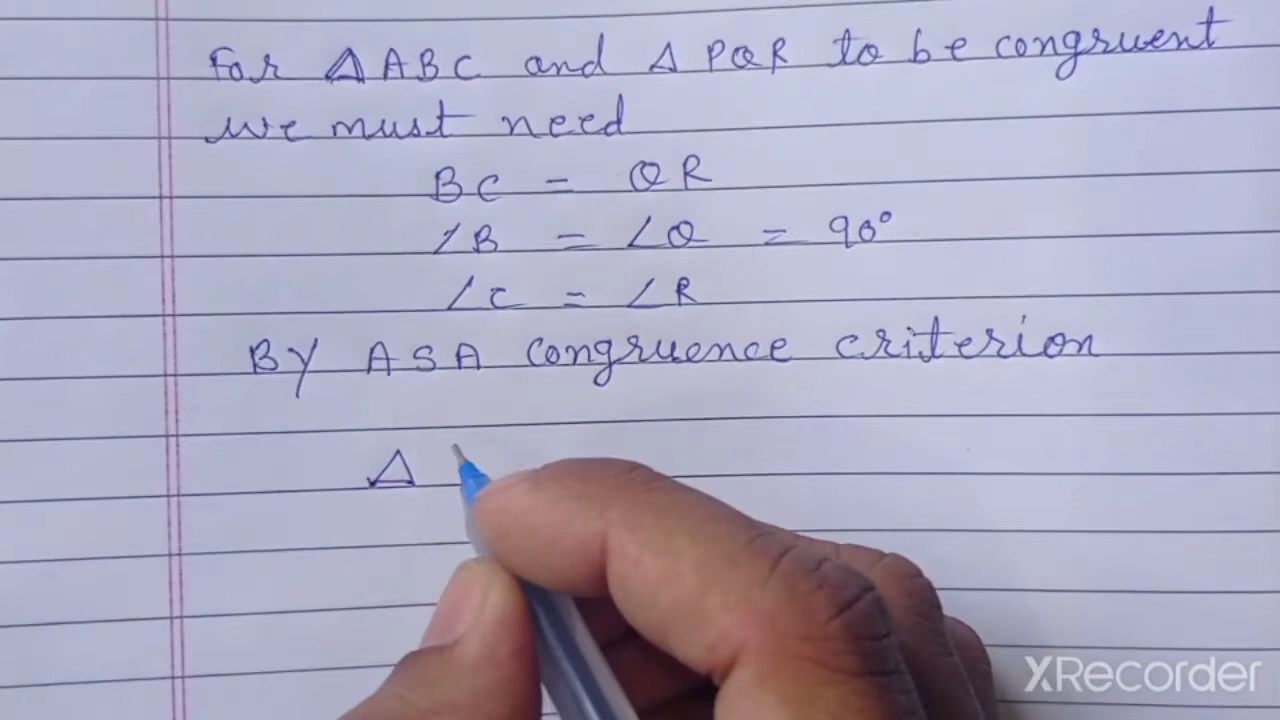 For △ ABC and △ PQR to be congruent
we must need
BC = QR
∠B = ∠Q = 90°
∠C = ∠R
BY ASA congruence criterion
△
XRecorder